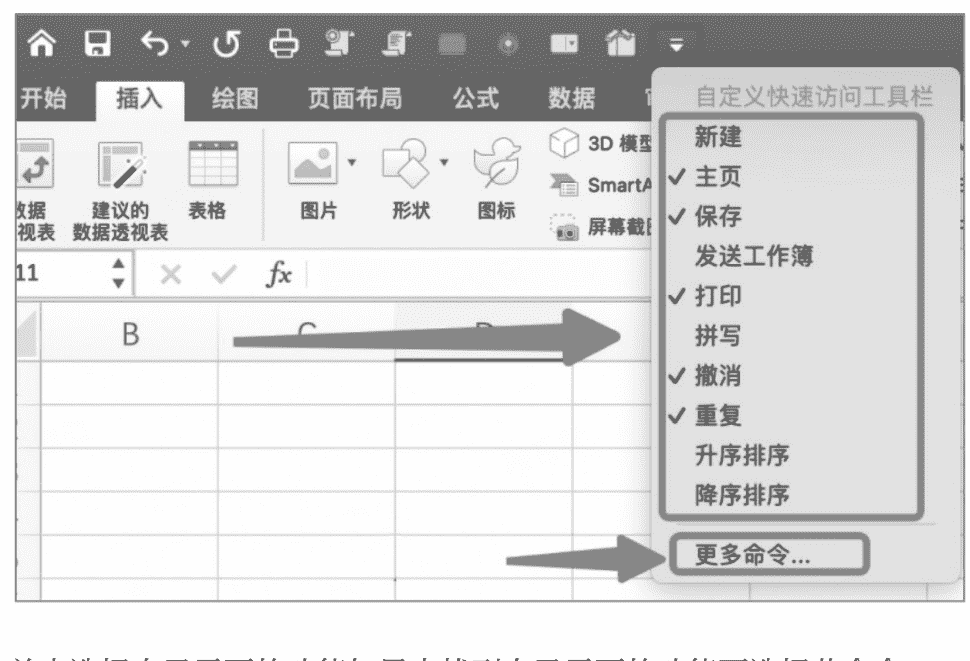 自定义快速访问工具栏
开始 插入 绘图 页面布局 公式 数据
新建
主页
保存
发送工作簿
打印
拼写
撤消
重复
升序排序
降序排序
更多命令...
数据
视表
建议的
数据透视表
表格
图片
形状
图标
3D 模型
SmartA
屏幕截
11
fx
B C D